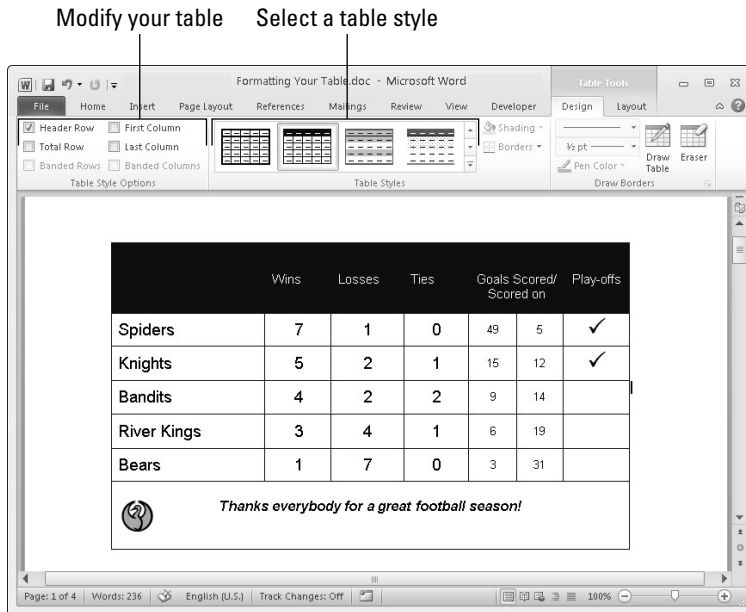 Modify your table Select a table style
Formatting Your Table.doc - Microsoft Word Table Tools
File Home Insert Page Layout References Mailings Review View Developer Design Layout
Header Row First Column Shading
Total Row Last Column Borders ½ pt
Banded Rows Banded Columns Pen Color Draw Table Eraser
Table Style Options Table Styles Draw Borders
Wins Losses Ties Goals Scored/ Play-offs
Scored on
Spiders 7 1 0 49 5 ✓
Knights 5 2 1 15 12 ✓
Bandits 4 2 2 9 14
River Kings 3 4 1 6 19
Bears 1 7 0 3 31
Thanks everybody for a great football season!
Page: 1 of 4 Words: 236 English (U.S.) Track Changes: Off 100%